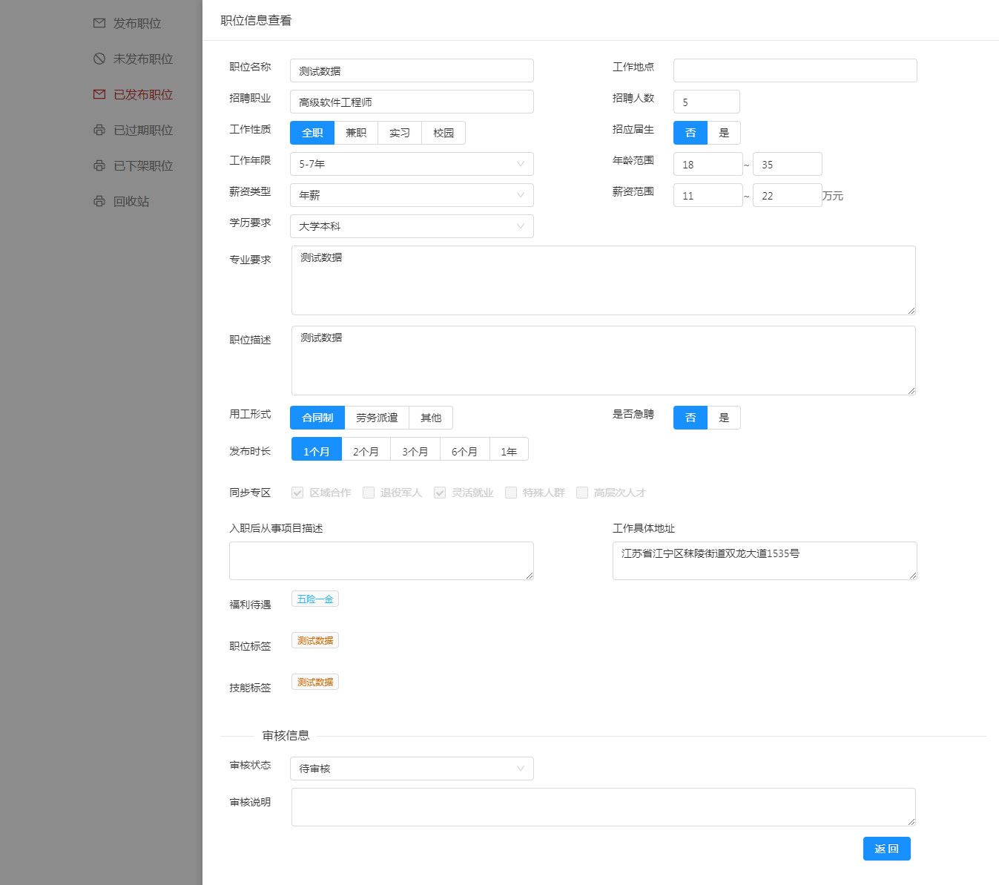 发布职位
未发布职位
已发布职位
已过期职位
已下架职位
回收站
职位信息查看
职位名称 测试数据 工作地点
招聘职业 高级软件工程师 招聘人数 5
工作性质 全职 兼职 实习 校园 招应届生 否 是
工作年限 5-7年 年龄范围 18 ~ 35
薪资类型 年薪 薪资范围 11 ~ 22 万元
学历要求 大学本科
专业要求 测试数据
职位描述 测试数据
用工形式 合同制 劳务派遣 其他 是否急聘 否 是
发布时长 1个月 2个月 3个月 6个月 1年
同步专区 区域合作 退役军人 灵活就业 特殊人群 高层次人才
入职后从事项目描述 工作具体地址
江苏省江宁区秣陵街道双龙大道1535号
福利待遇 五险一金
职位标签 测试数据
技能标签 测试数据
审核信息
审核状态 待审核
审核说明
返 回